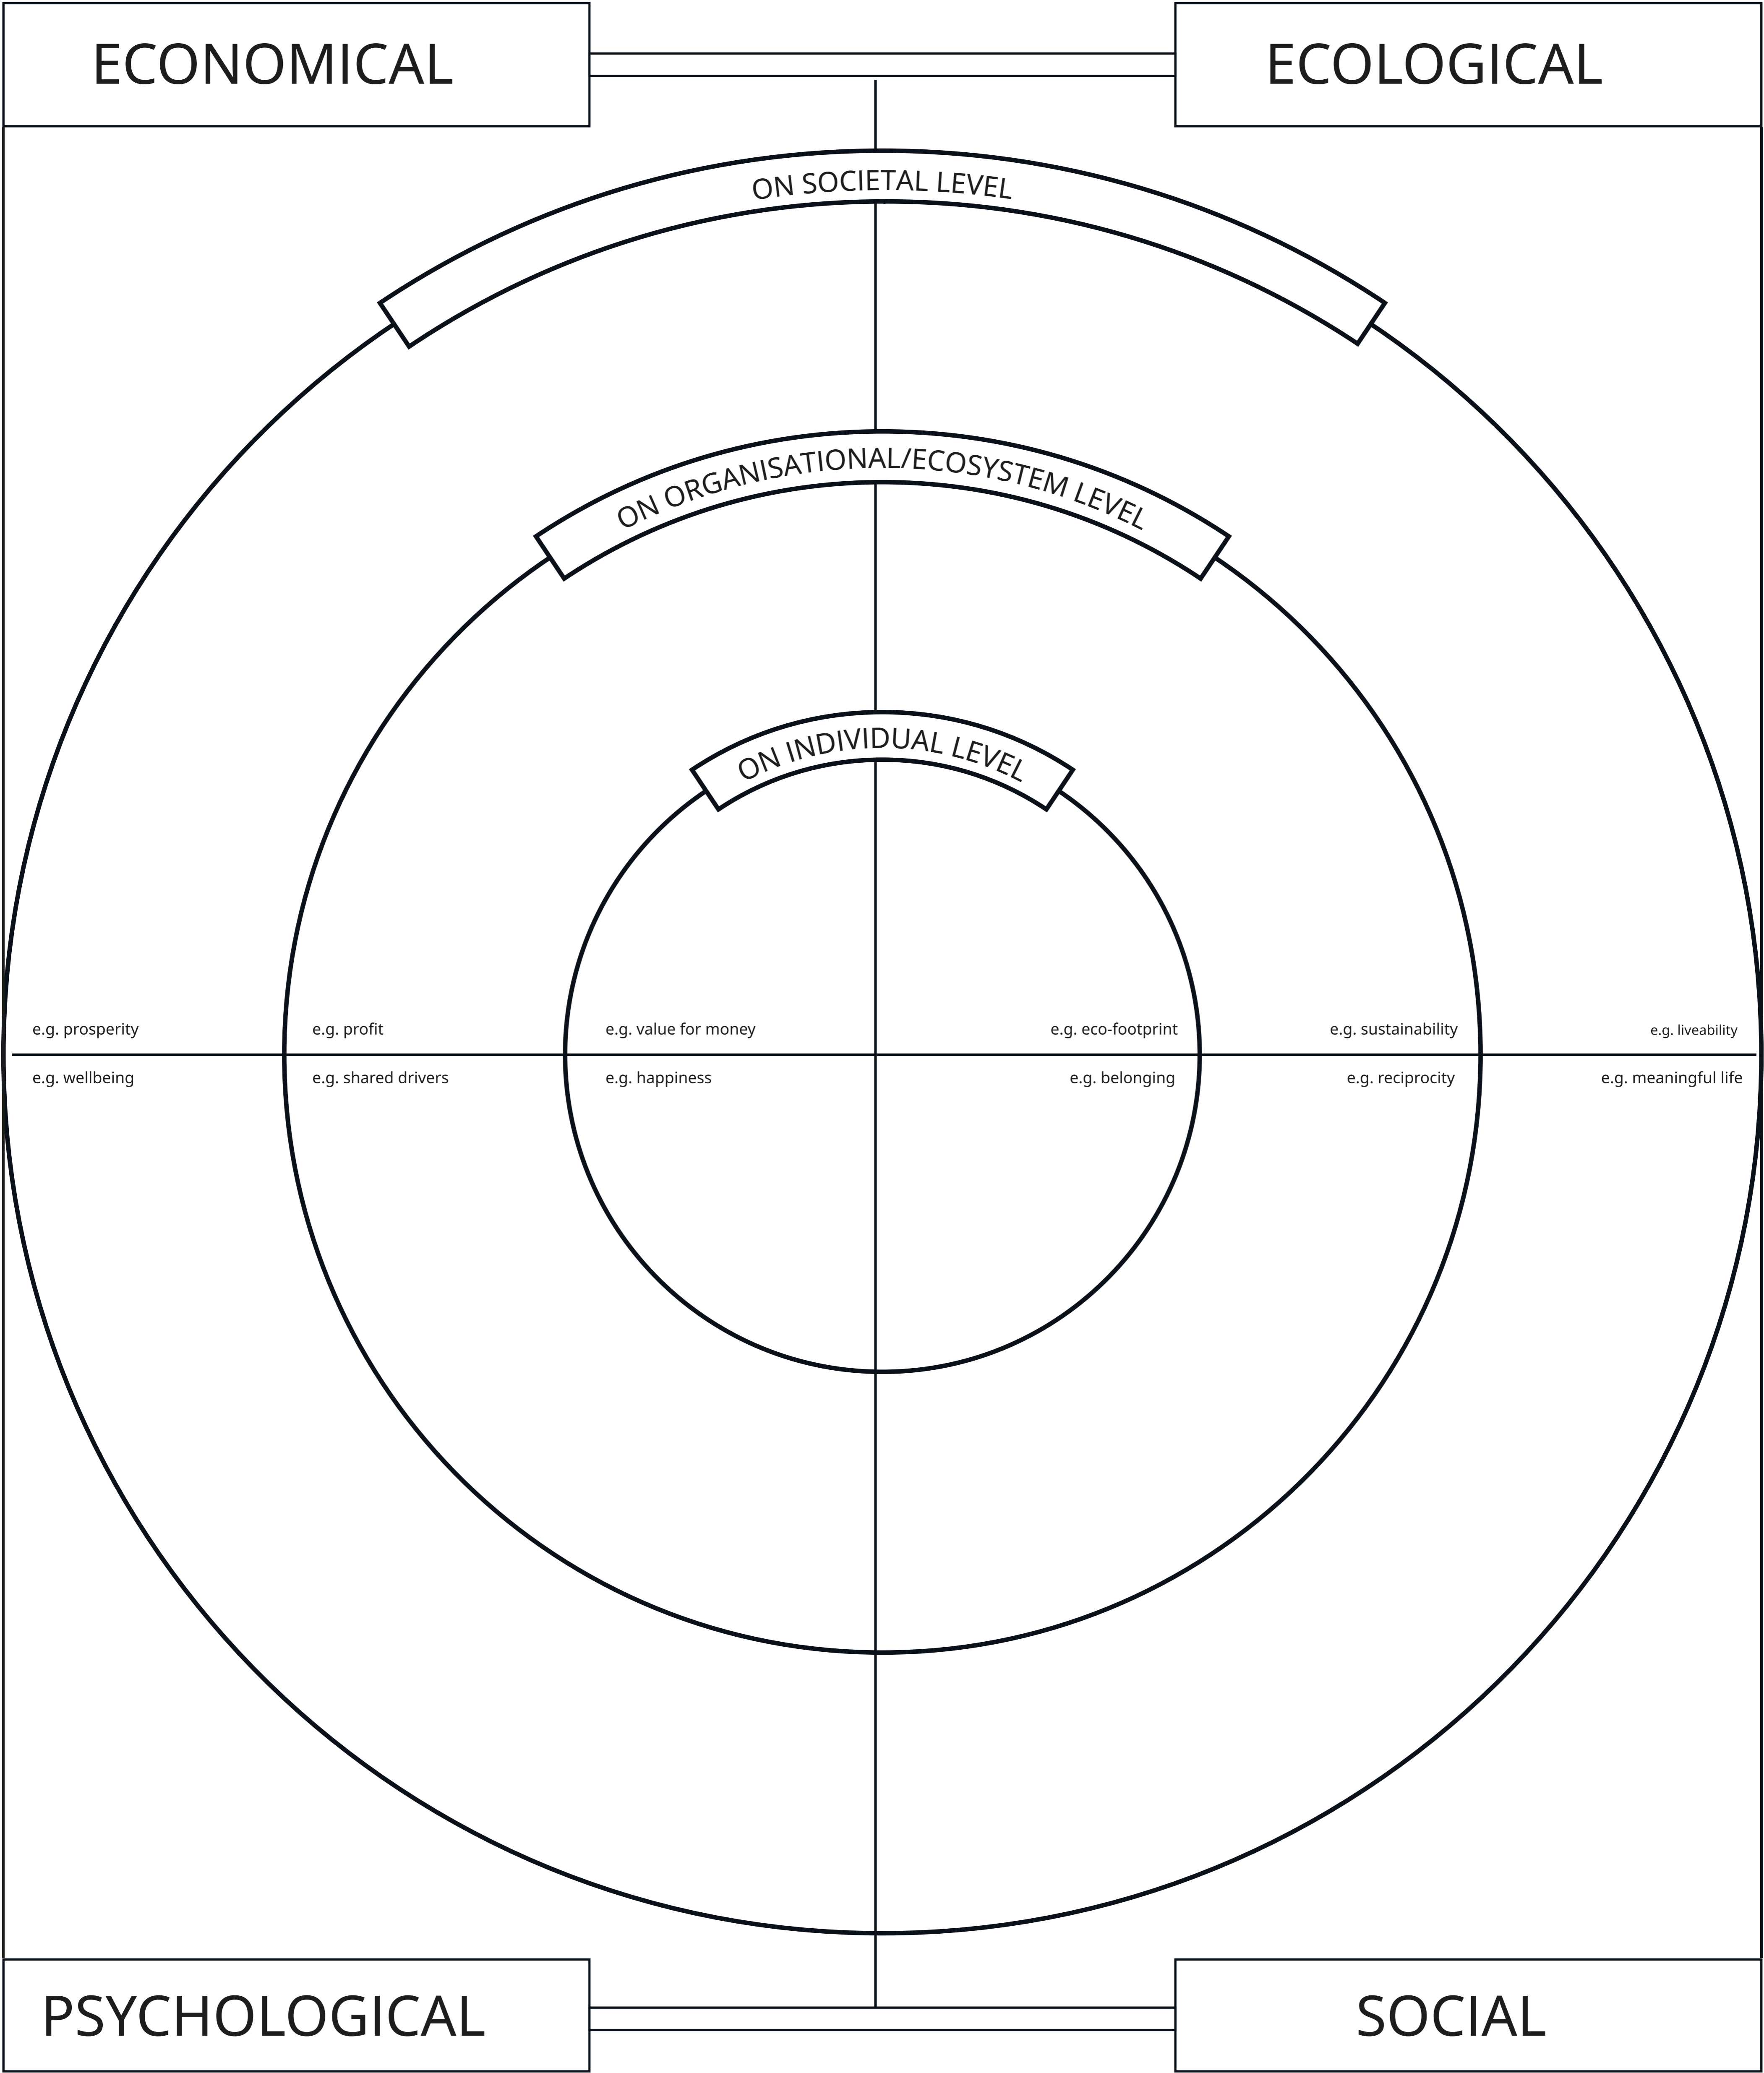 ECONOMICAL
ECOLOGICAL
ON SOCIETAL LEVEL
ON ORGANISATIONAL/ECOSYSTEM LEVEL
ON INDIVIDUAL LEVEL
e.g. prosperity
e.g. profit
e.g. value for money
e.g. eco-footprint
e.g. sustainability
e.g. liveability
e.g. wellbeing
e.g. shared drivers
e.g. happiness
e.g. belonging
e.g. reciprocity
e.g. meaningful life
PSYCHOLOGICAL
SOCIAL